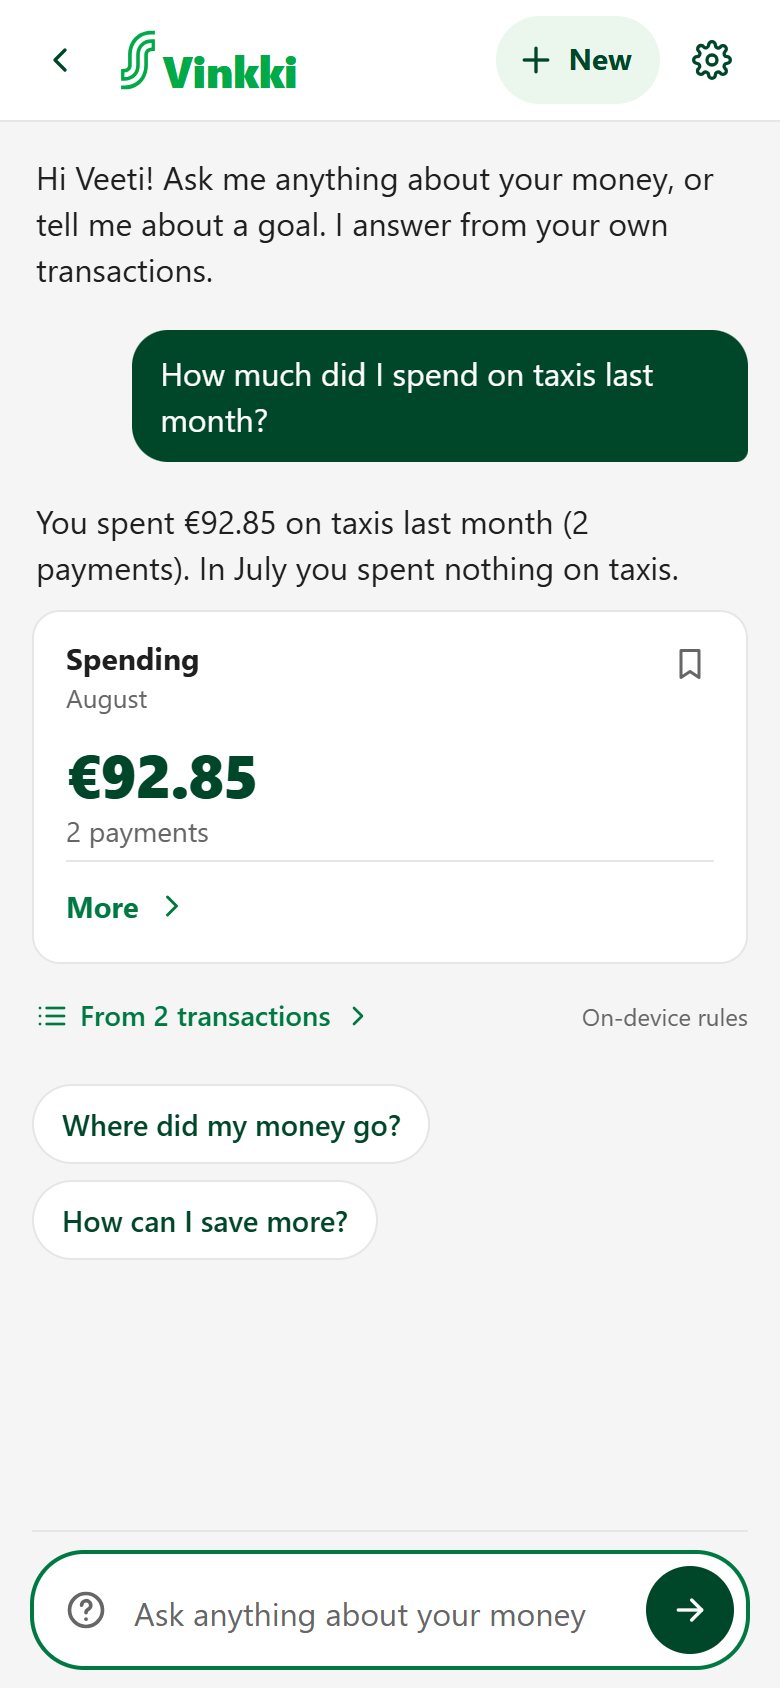 Vinkki
New
Hi Veeti! Ask me anything about your money, or
tell me about a goal. I answer from your own
transactions.
How much did I spend on taxis last
month?
You spent €92.85 on taxis last month (2
payments). In July you spent nothing on taxis.
Spending
August
€92.85
2 payments
More
From 2 transactions
On-device rules
Where did my money go?
How can I save more?
Ask anything about your money